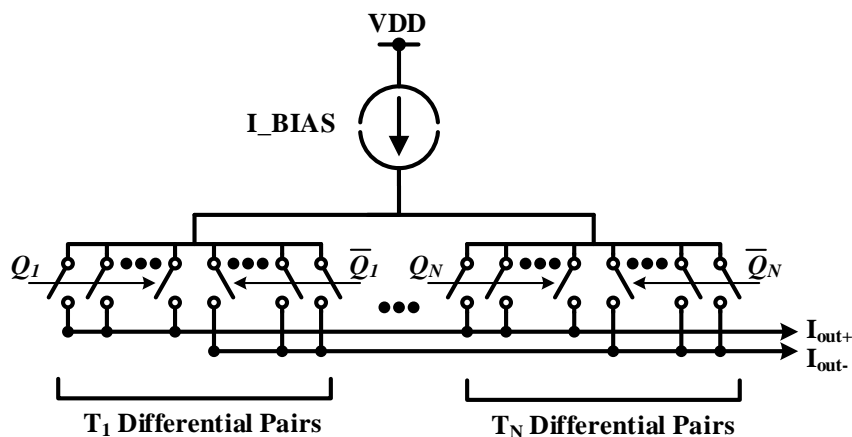 VDD
I_BIAS
Q1 Q̅1 QN Q̅N
Iout+
Iout-
T1 Differential Pairs TN Differential Pairs